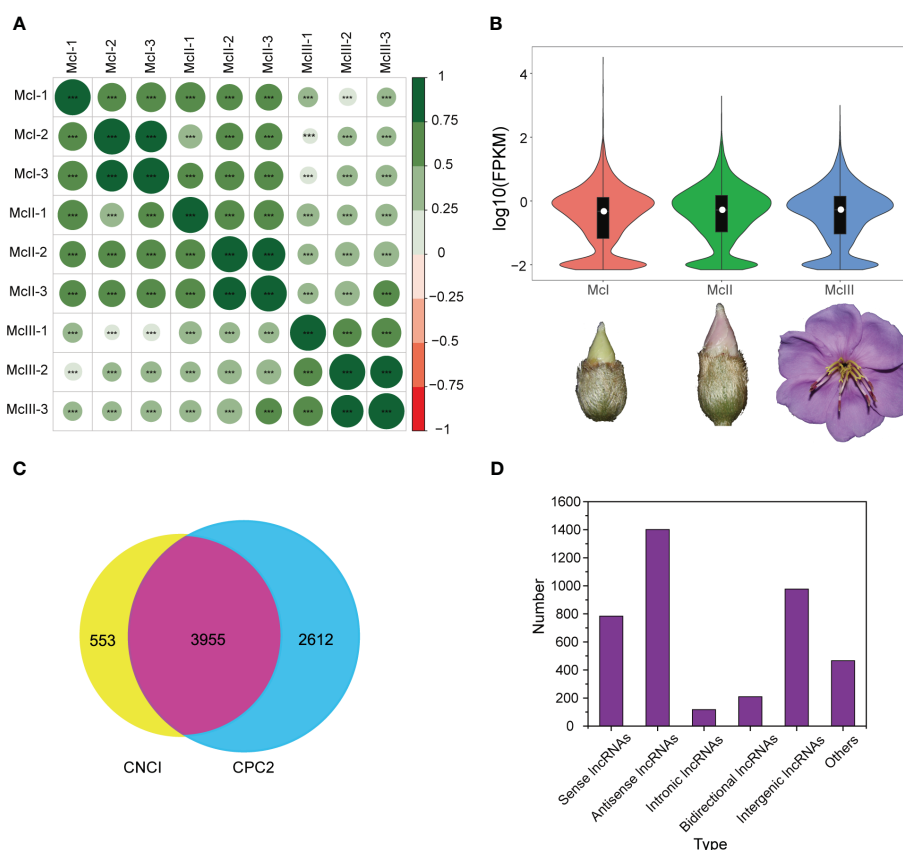 A
McI-1 McI-2 McI-3 McII-1 McII-2 McII-3 McIII-1 McIII-2 McIII-3
McI-1 *** *** *** *** *** *** *** *** ***
McI-2 *** *** *** *** *** *** *** *** ***
McI-3 *** *** *** *** *** *** *** *** ***
McII-1 *** *** *** *** *** *** *** *** ***
McII-2 *** *** *** *** *** *** *** *** ***
McII-3 *** *** *** *** *** *** *** *** ***
McIII-1 *** *** *** *** *** *** *** *** ***
McIII-2 *** *** *** *** *** *** *** *** ***
McIII-3 *** *** *** *** *** *** *** *** ***
1
0.75
0.5
0.25
0
−0.25
−0.5
−0.75
−1
B
log10(FPKM)
4
2
0
−2
McI McII McIII
C
553 3955 2612
CNCI CPC2
D
Number
1600
1400
1200
1000
800
600
400
200
0
Sense lncRNAs
Antisense lncRNAs
Intronic lncRNAs
Bidirectional lncRNAs
Intergenic lncRNAs
Others
Type